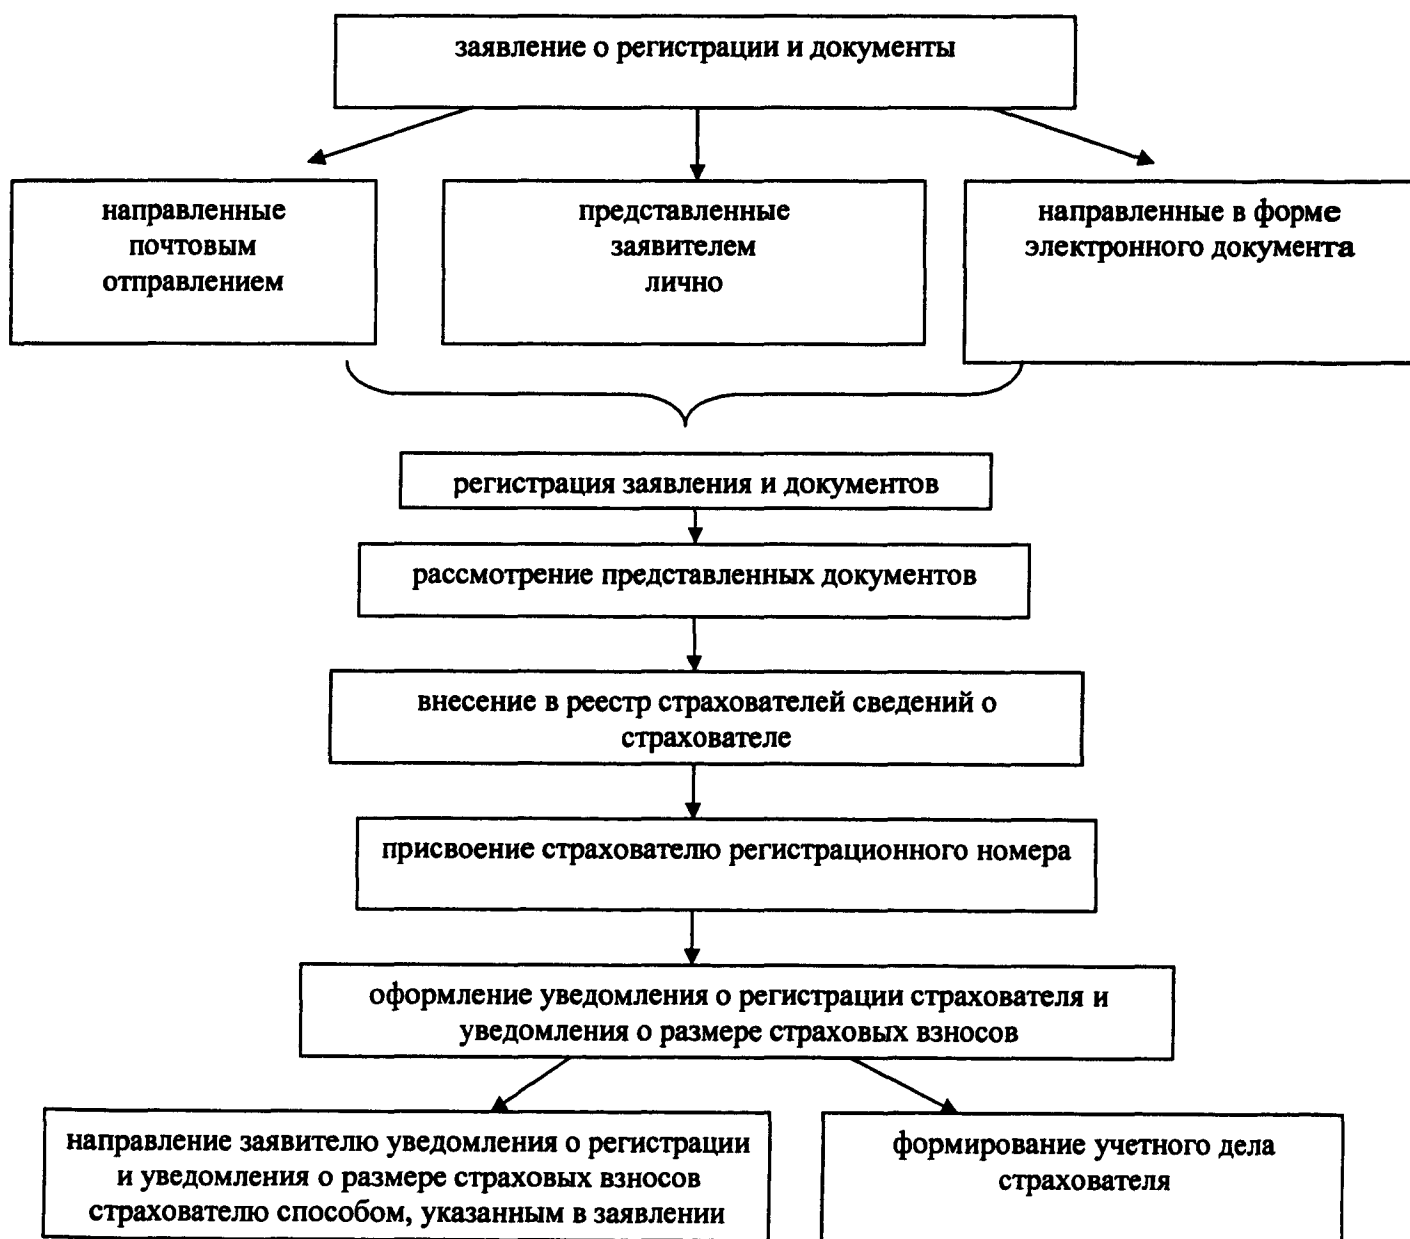 заявление о регистрации и документы
направленные
почтовым
отправлением
представленные
заявителем
лично
направленные в форме
электронного документа
регистрация заявления и документов
рассмотрение представленных документов
внесение в реестр страхователей сведений о
страхователе
присвоение страхователю регистрационного номера
оформление уведомления о регистрации страхователя и
уведомления о размере страховых взносов
направление заявителю уведомления о регистрации
и уведомления о размере страховых взносов
страхователю способом, указанным в заявлении
формирование учетного дела
страхователя